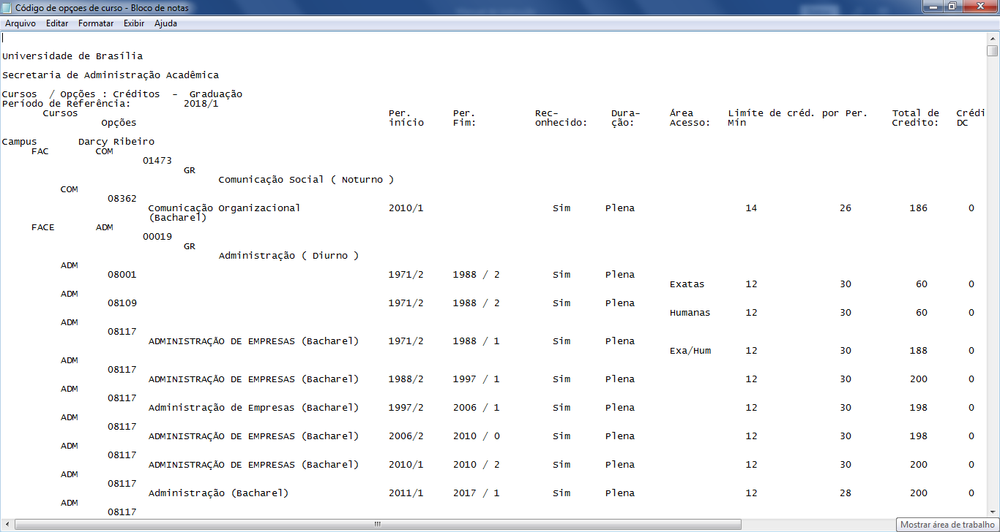 Código de opçoes de curso - Bloco de notas
Arquivo Editar Formatar Exibir Ajuda
Universidade de Brasília
Secretaria de Administração Acadêmica
Cursos / Opções : Créditos - Graduação
Período de Referência: 2018/1
Cursos Per. Per. Rec- Dura- Área Limíte de créd. por Per. Total de Crédi
Opções início Fim: onhecido: ção: Acesso: Mín Credito: DC
Campus Darcy Ribeiro
FAC COM
01473
GR
Comunicação Social ( Noturno )
COM
08362
Comunicação Organizacional 2010/1 Sim Plena 14 26 186 0
(Bacharel)
FACE ADM
00019
GR
Administração ( Diurno )
ADM
08001 1971/2 1988 / 2 Sim Plena
Exatas 12 30 60 0
ADM
08109 1971/2 1988 / 2 Sim Plena
Humanas 12 30 60 0
ADM
08117
ADMINISTRAÇÃO DE EMPRESAS (Bacharel) 1971/2 1988 / 1 Sim Plena
Exa/Hum 12 30 188 0
ADM
08117
ADMINISTRAÇÃO DE EMPRESAS (Bacharel) 1988/2 1997 / 1 Sim Plena 12 30 200 0
ADM
08117
Administração de Empresas (Bacharel) 1997/2 2006 / 1 Sim Plena 12 30 198 0
ADM
08117
ADMINISTRAÇÃO DE EMPRESAS (Bacharel) 2006/2 2010 / 0 Sim Plena 12 30 198 0
ADM
08117
ADMINISTRAÇÃO DE EMPRESAS (Bacharel) 2010/1 2010 / 2 Sim Plena 12 30 200 0
ADM
08117
Administração (Bacharel) 2011/1 2017 / 1 Sim Plena 12 28 200 0
ADM
08117
Mostrar área de trabalho